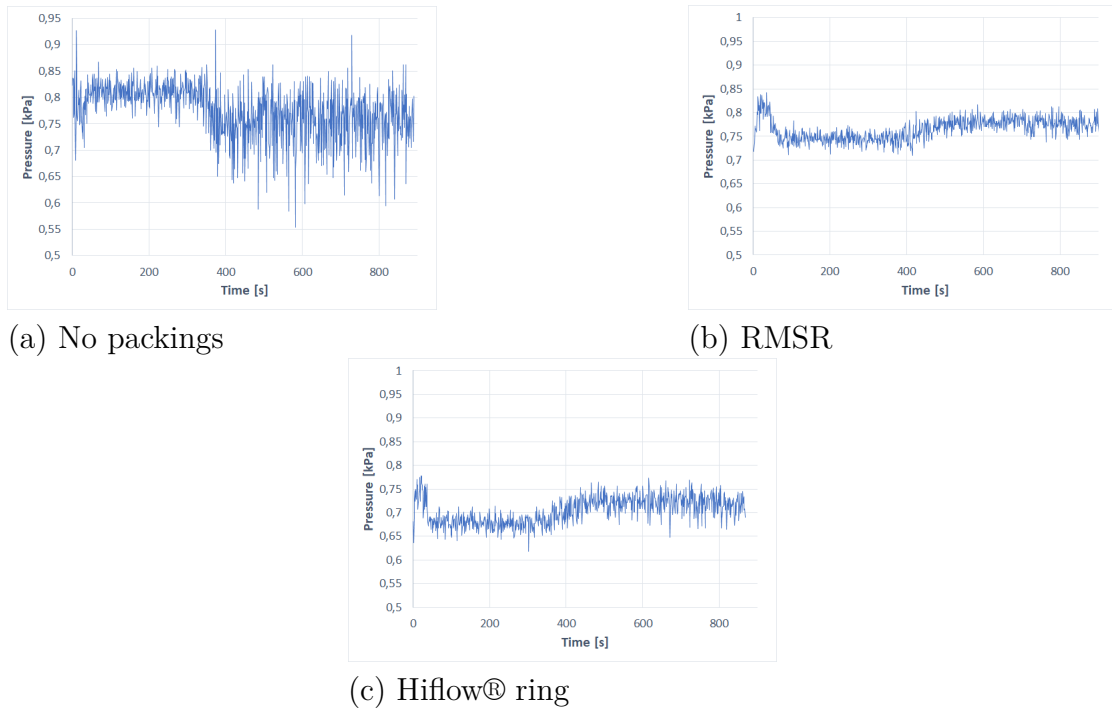 0,95
0,9
0,85
0,8
0,75
0,7
0,65
0,6
0,55
0,5
Pressure [kPa]
0 200 400 600 800
Time [s]
(a) No packings
1
0,95
0,9
0,85
0,8
0,75
0,7
0,65
0,6
0,55
0,5
Pressure [kPa]
0 200 400 600 800
Time [s]
(b) RMSR
1
0,95
0,9
0,85
0,8
0,75
0,7
0,65
0,6
0,55
0,5
Pressure [kPa]
0 200 400 600 800
Time [s]
(c) Hiflow® ring